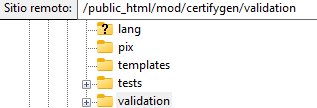 Sitio remoto: /public_html/mod/certifygen/validation
lang
pix
templates
tests
validation